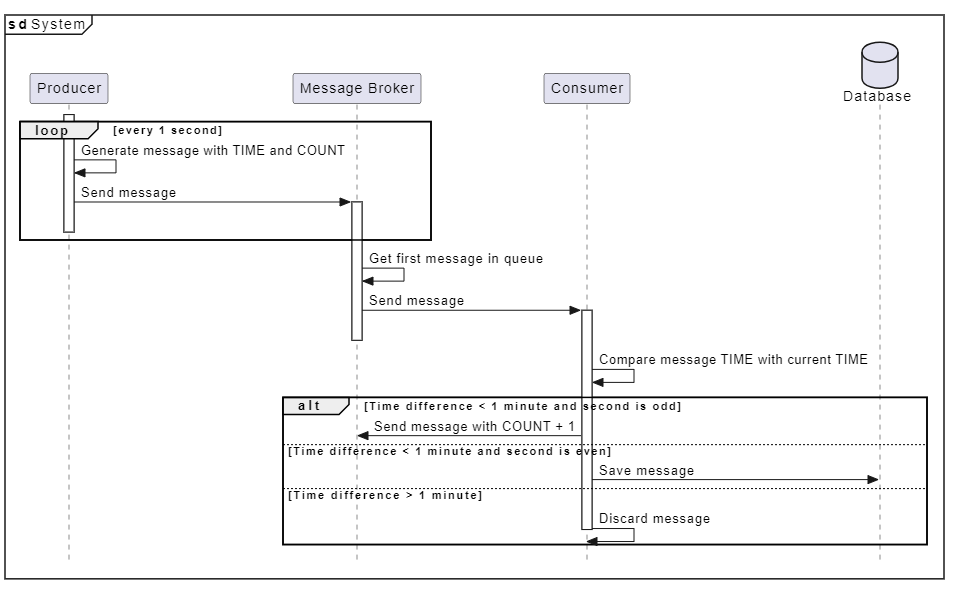 sd System
Database
Producer
Message Broker
Consumer
loop
[every 1 second]
Generate message with TIME and COUNT
Send message
Get first message in queue
Send message
Compare message TIME with current TIME
alt
[Time difference < 1 minute and second is odd]
Send message with COUNT + 1
[Time difference < 1 minute and second is even]
Save message
[Time difference > 1 minute]
Discard message